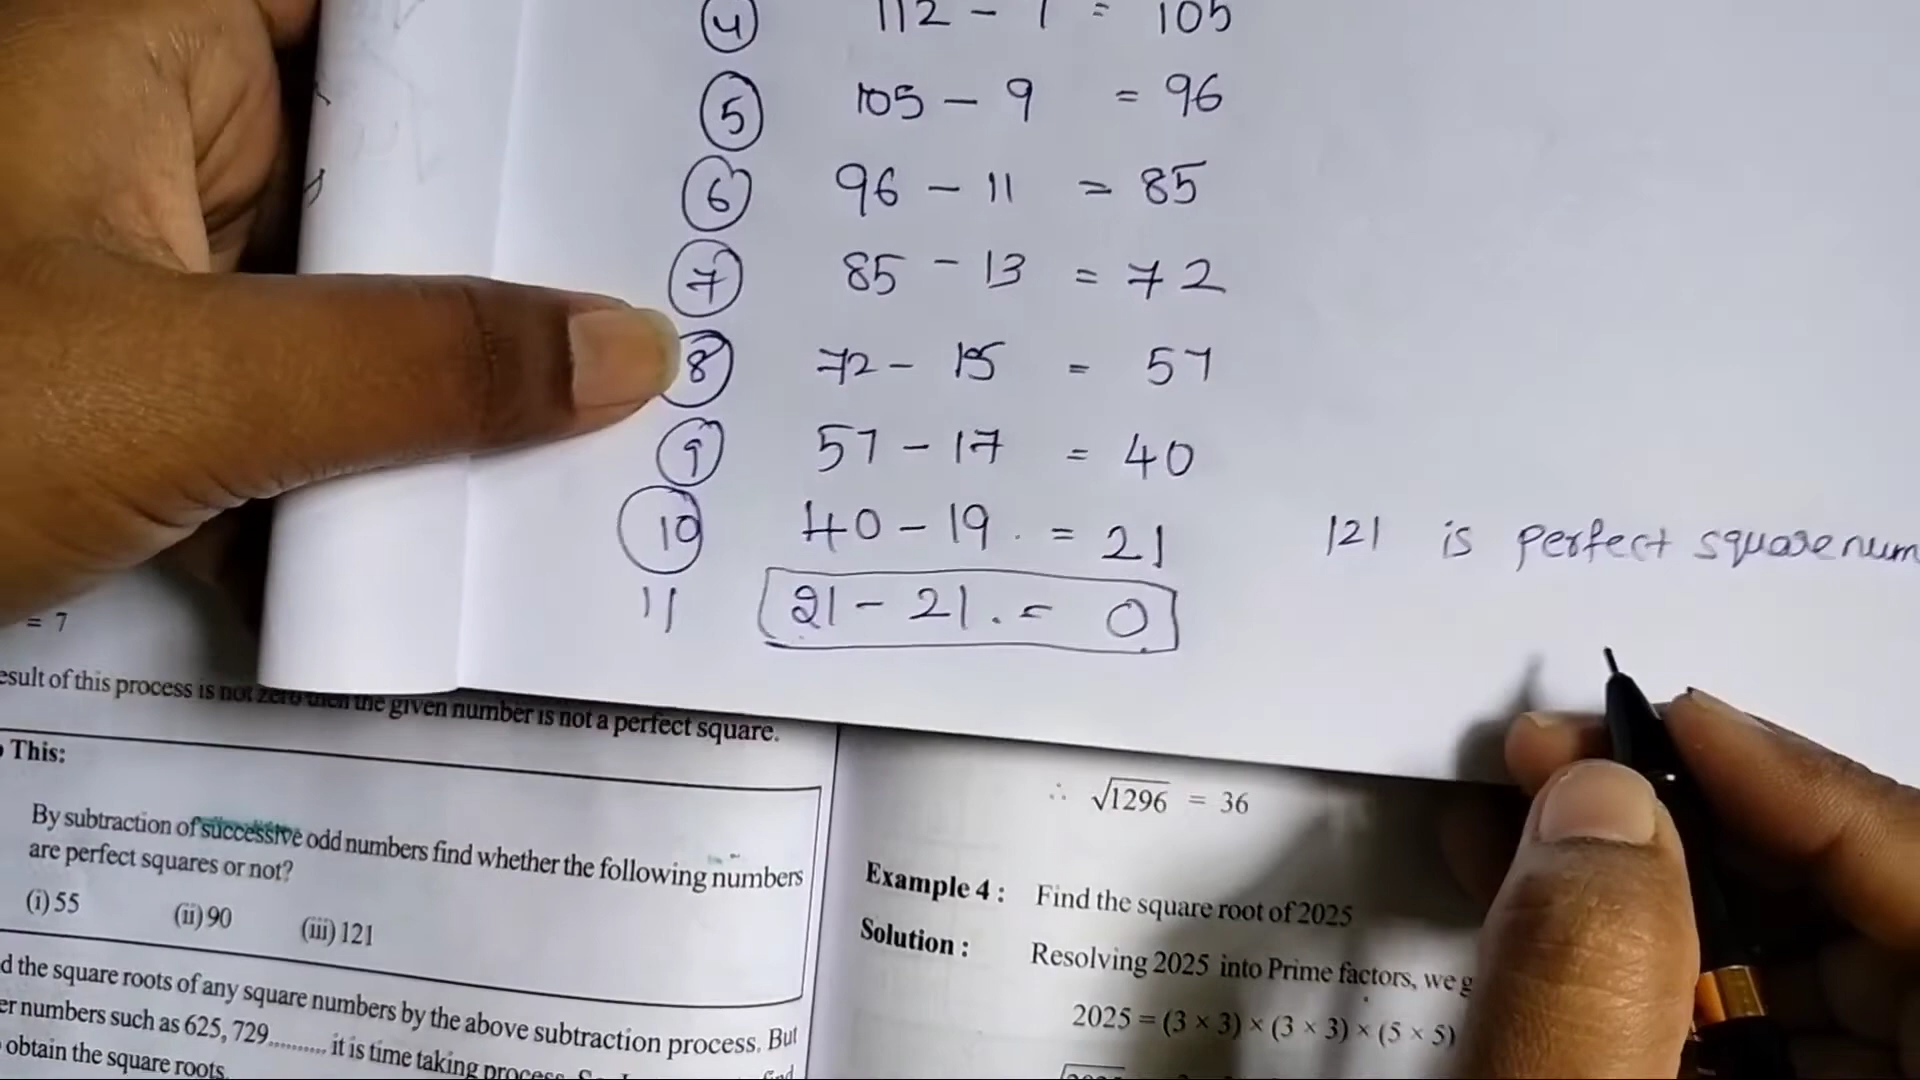 4 112 - 7 = 105
5 105 - 9 = 96
6 96 - 11 = 85
7 85 - 13 = 72
8 72 - 15 = 57
9 57 - 17 = 40
10 40 - 19 = 21
11 21 - 21 = 0
121 is perfect square num
= 7
esult of this process is not zero then the given number is not a perfect square.
This:
By subtraction of successive odd numbers find whether the following numbers
are perfect squares or not?
(i) 55 (ii) 90 (iii) 121
d the square roots of any square numbers by the above subtraction process. But
er numbers such as 625, 729.......... it is time taking process.
obtain the square roots.
∴ √1296 = 36
Example 4 : Find the square root of 2025
Solution : Resolving 2025 into Prime factors, we g
2025 = (3 × 3) × (3 × 3) × (5 × 5)